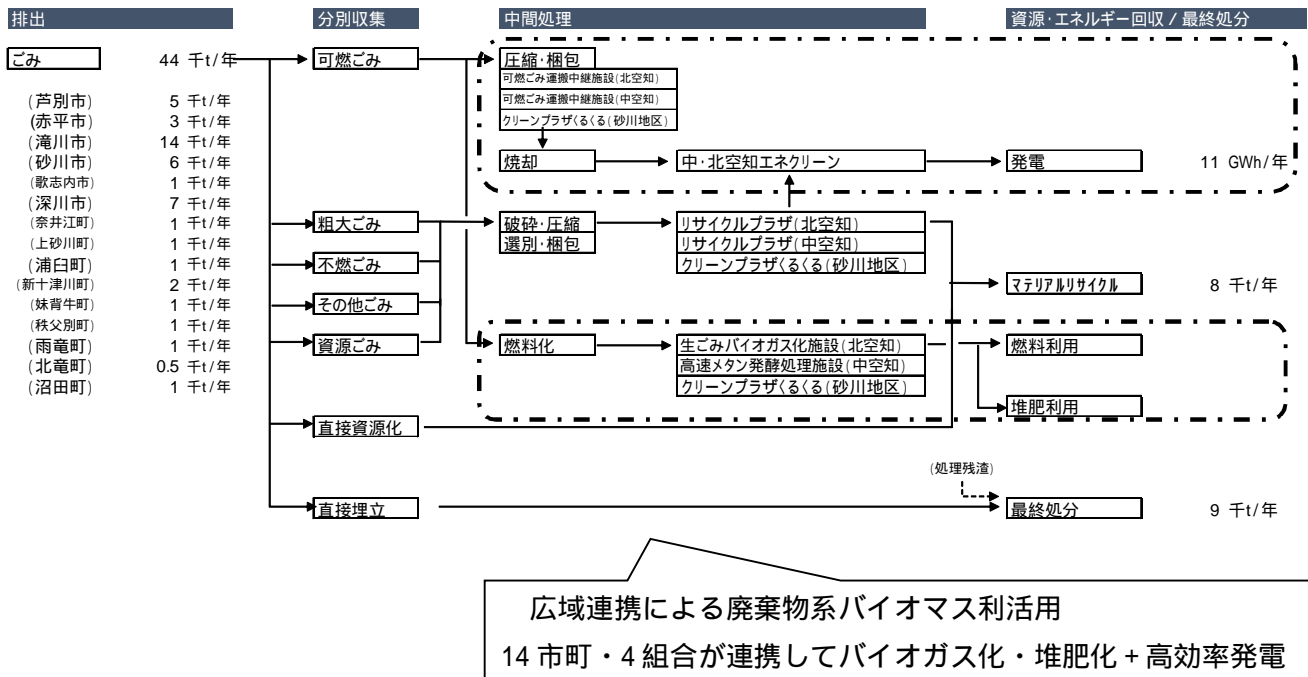 排出 分別収集 中間処理 資源･エネルギー回収 / 最終処分
ごみ 44 千t/年 可燃ごみ 圧縮･梱包
可燃ごみ運搬中継施設(北空知)
可燃ごみ運搬中継施設(中空知)
クリーンプラザくるくる(砂川地区)
(芦別市) 5 千t/年
(赤平市) 3 千t/年
(滝川市) 14 千t/年
(砂川市) 6 千t/年
(歌志内市) 1 千t/年
(深川市) 7 千t/年
(奈井江町) 1 千t/年
(上砂川町) 1 千t/年
(浦臼町) 1 千t/年
(新十津川町) 2 千t/年
(妹背牛町) 1 千t/年
(秩父別町) 1 千t/年
(雨竜町) 1 千t/年
(北竜町) 0.5 千t/年
(沼田町) 1 千t/年
焼却 中･北空知エネクリーン 発電 11 GWh/年
粗大ごみ 破砕･圧縮 リサイクルプラザ(北空知)
選別･梱包 リサイクルプラザ(中空知)
不燃ごみ クリーンプラザくるくる(砂川地区)
マテリアルリサイクル 8 千t/年
その他ごみ
資源ごみ 燃料化 生ごみバイオガス化施設(北空知) 燃料利用
高速メタン発酵処理施設(中空知)
クリーンプラザくるくる(砂川地区)
堆肥利用
直接資源化
(処理残渣)
直接埋立 最終処分 9 千t/年
広域連携による廃棄物系バイオマス利活用
14 市町・4 組合が連携してバイオガス化・堆肥化+高効率発電